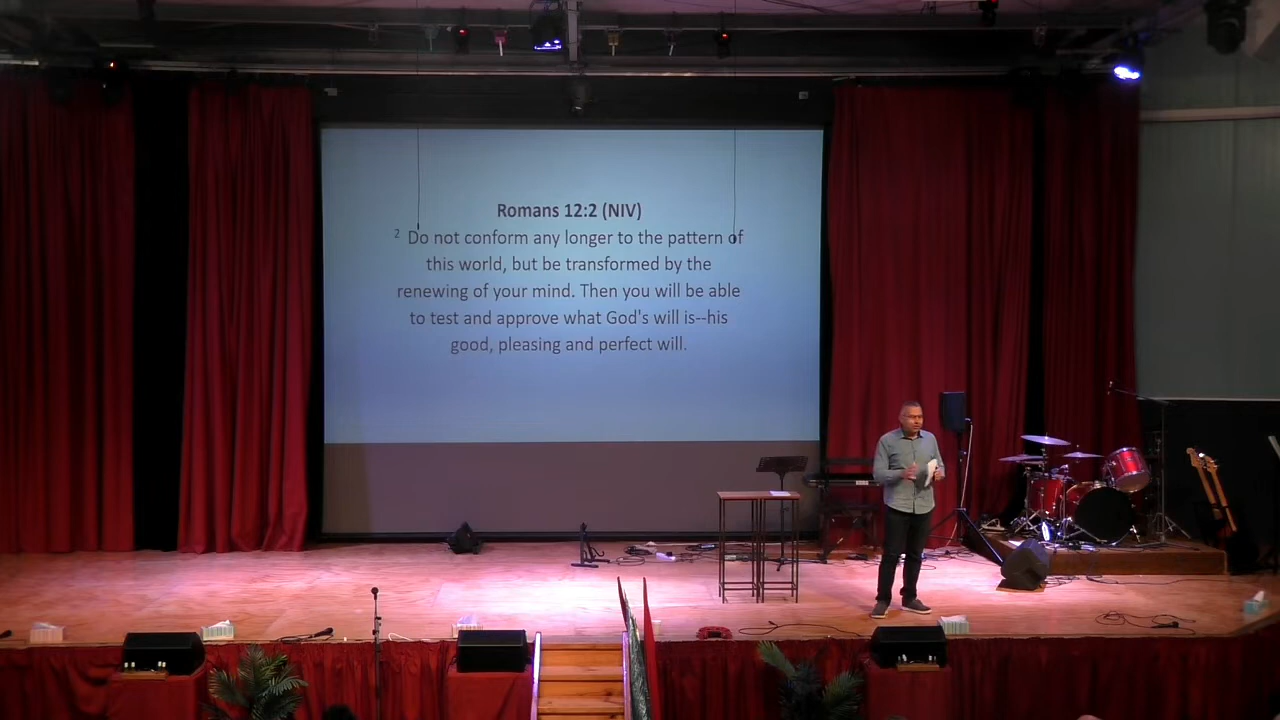 Romans 12:2 (NIV)
2 Do not conform any longer to the pattern of
this world, but be transformed by the
renewing of your mind. Then you will be able
to test and approve what God's will is--his
good, pleasing and perfect will.